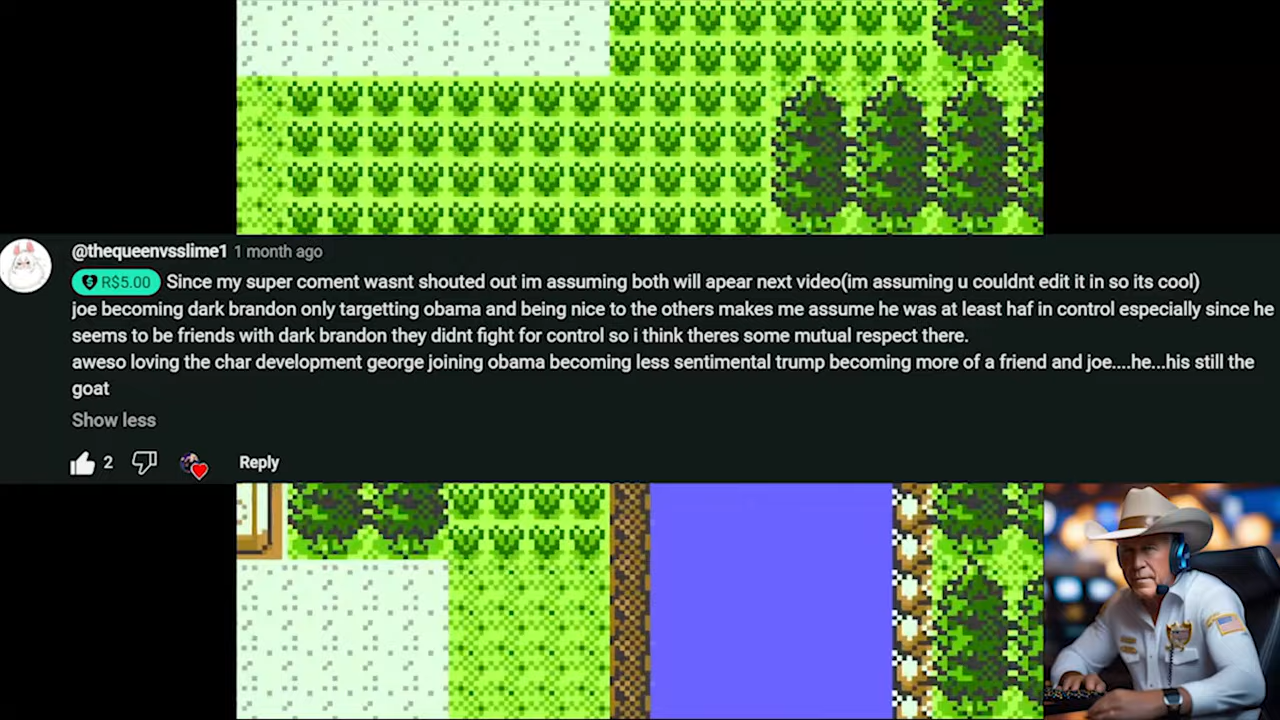 @thequeenvsslime1 1 month ago
R$5.00 Since my super coment wasnt shouted out im assuming both will apear next video(im assuming u couldnt edit it in so its cool)
joe becoming dark brandon only targetting obama and being nice to the others makes me assume he was at least haf in control especially since he
seems to be friends with dark brandon they didnt fight for control so i think theres some mutual respect there.
aweso loving the char development george joining obama becoming less sentimental trump becoming more of a friend and joe....he...his still the
goat
Show less
2 Reply